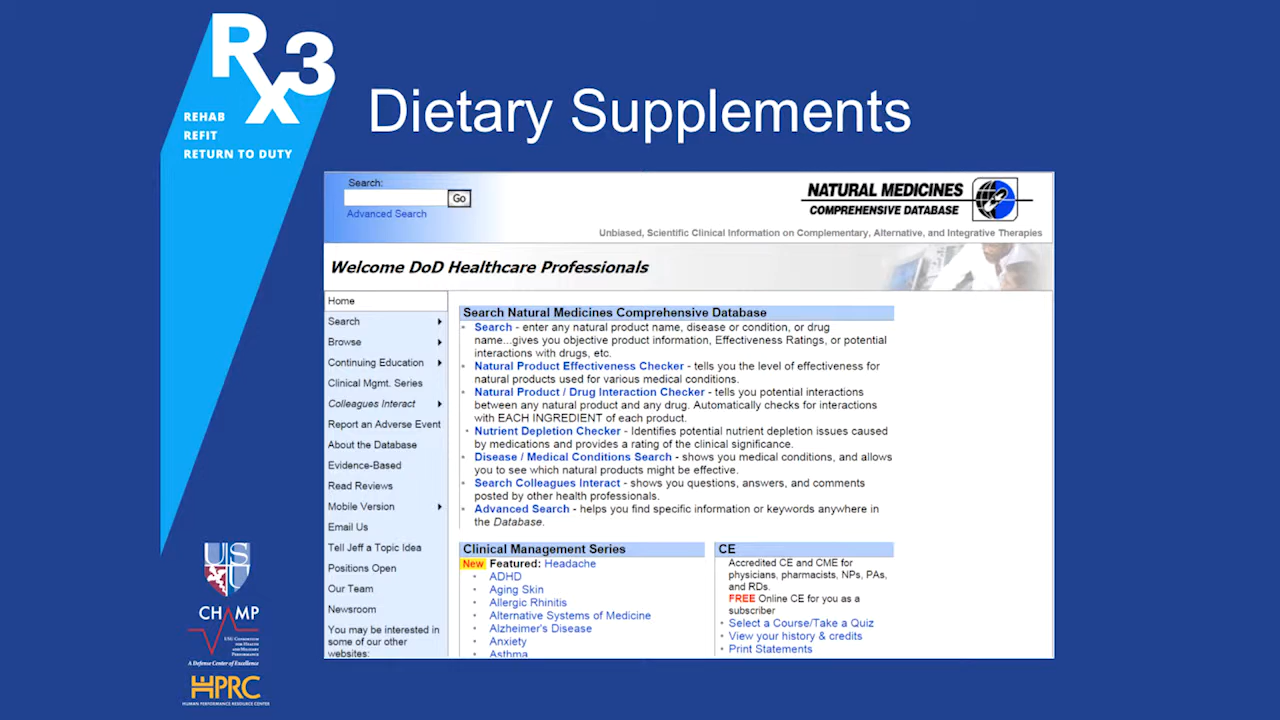 Rx3
REHAB
REFIT
RETURN TO DUTY
Dietary Supplements
Search:
Go
Advanced Search
NATURAL MEDICINES
COMPREHENSIVE DATABASE
Unbiased, Scientific Clinical Information on Complementary, Alternative, and Integrative Therapies
Welcome DoD Healthcare Professionals
Home
Search
Browse
Continuing Education
Clinical Mgmt. Series
Colleagues Interact
Report an Adverse Event
About the Database
Evidence-Based
Read Reviews
Mobile Version
Email Us
Tell Jeff a Topic Idea
Positions Open
Our Team
Newsroom
You may be interested in
some of our other
websites:
Search Natural Medicines Comprehensive Database
Search - enter any natural product name, disease or condition, or drug
name...gives you objective product information, Effectiveness Ratings, or potential
interactions with drugs, etc.
Natural Product Effectiveness Checker - tells you the level of effectiveness for
natural products used for various medical conditions.
Natural Product / Drug Interaction Checker - tells you potential interactions
between any natural product and any drug. Automatically checks for interactions
with EACH INGREDIENT of each product.
Nutrient Depletion Checker - Identifies potential nutrient depletion issues caused
by medications and provides a rating of the clinical significance.
Disease / Medical Conditions Search - shows you medical conditions, and allows
you to see which natural products might be effective.
Search Colleagues Interact - shows you questions, answers, and comments
posted by other health professionals.
Advanced Search - helps you find specific information or keywords anywhere in
the Database.
Clinical Management Series
New Featured: Headache
ADHD
Aging Skin
Allergic Rhinitis
Alternative Systems of Medicine
Alzheimer's Disease
Anxiety
Asthma
CE
Accredited CE and CME for
physicians, pharmacists, NPs, PAs,
and RDs.
FREE Online CE for you as a
subscriber
Select a Course/Take a Quiz
View your history & credits
Print Statements
USU
CHAMP
USU CONSORTIUM
FOR HEALTH
AND MILITARY
PERFORMANCE
A Defense Center of Excellence
HPRC
HUMAN PERFORMANCE RESOURCE CENTER